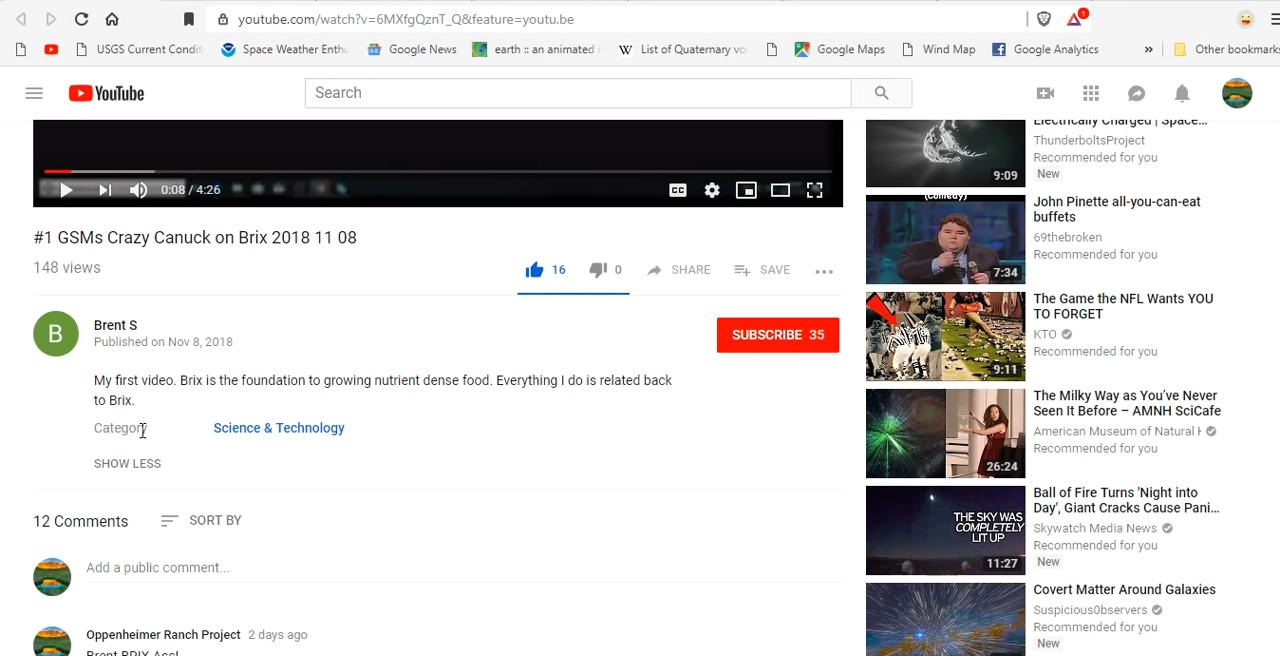 youtube.com/watch?v=6MXfgQznT_Q&feature=youtu.be
1
USGS Current Condit
Space Weather Enthu
Google News
earth :: an animated
W List of Quaternary vo
Google Maps
Wind Map
Google Analytics
»
Other bookmarks
YouTube
Search
0:08 / 4:26
CC
#1 GSMs Crazy Canuck on Brix 2018 11 08
148 views
16
0
SHARE
SAVE
B
Brent S
Published on Nov 8, 2018
SUBSCRIBE 35
My first video. Brix is the foundation to growing nutrient dense food. Everything I do is related back
to Brix.
Category
Science & Technology
SHOW LESS
12 Comments
SORT BY
Add a public comment...
Oppenheimer Ranch Project 2 days ago
Brent BRIX Ass!
Electrically Charged | Space...
ThunderboltsProject
Recommended for you
New
9:09
(Comedy)
7:34
John Pinette all-you-can-eat
buffets
69thebroken
Recommended for you
9:11
The Game the NFL Wants YOU
TO FORGET
KTO
Recommended for you
26:24
The Milky Way as You've Never
Seen It Before – AMNH SciCafe
American Museum of Natural H
Recommended for you
THE SKY WAS
COMPLETELY
LIT UP
11:27
Ball of Fire Turns 'Night into
Day', Giant Cracks Cause Pani...
Skywatch Media News
Recommended for you
New
Covert Matter Around Galaxies
Suspicious0bservers
Recommended for you
New